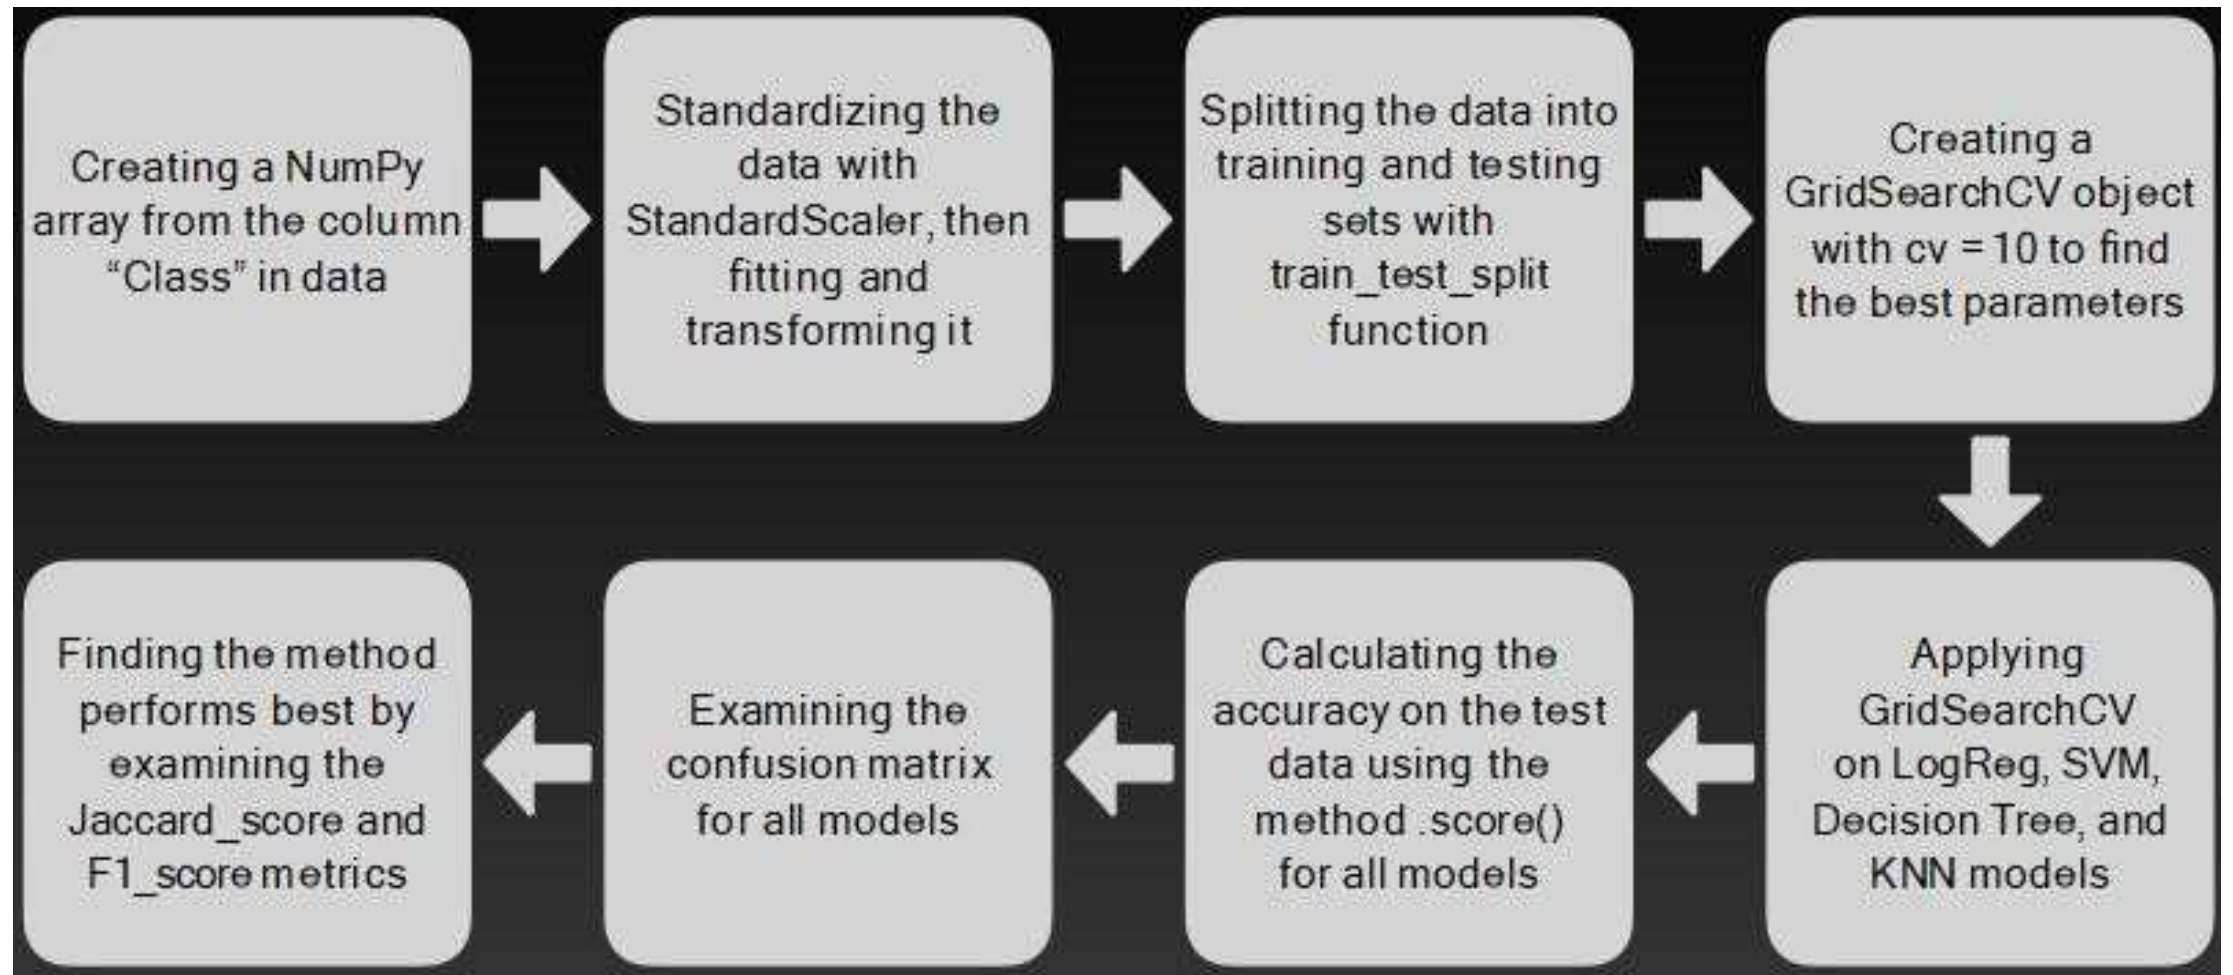 Creating a NumPy
array from the column
“Class” in data
Standardizing the
data with
StandardScaler, then
fitting and
transforming it
Splitting the data into
training and testing
sets with
train_test_split
function
Creating a
GridSearchCV object
with cv = 10 to find
the best parameters
Applying
GridSearchCV
on LogReg, SVM,
Decision Tree, and
KNN models
Calculating the
accuracy on the test
data using the
method .score()
for all models
Examining the
confusion matrix
for all models
Finding the method
performs best by
examining the
Jaccard_score and
F1_score metrics